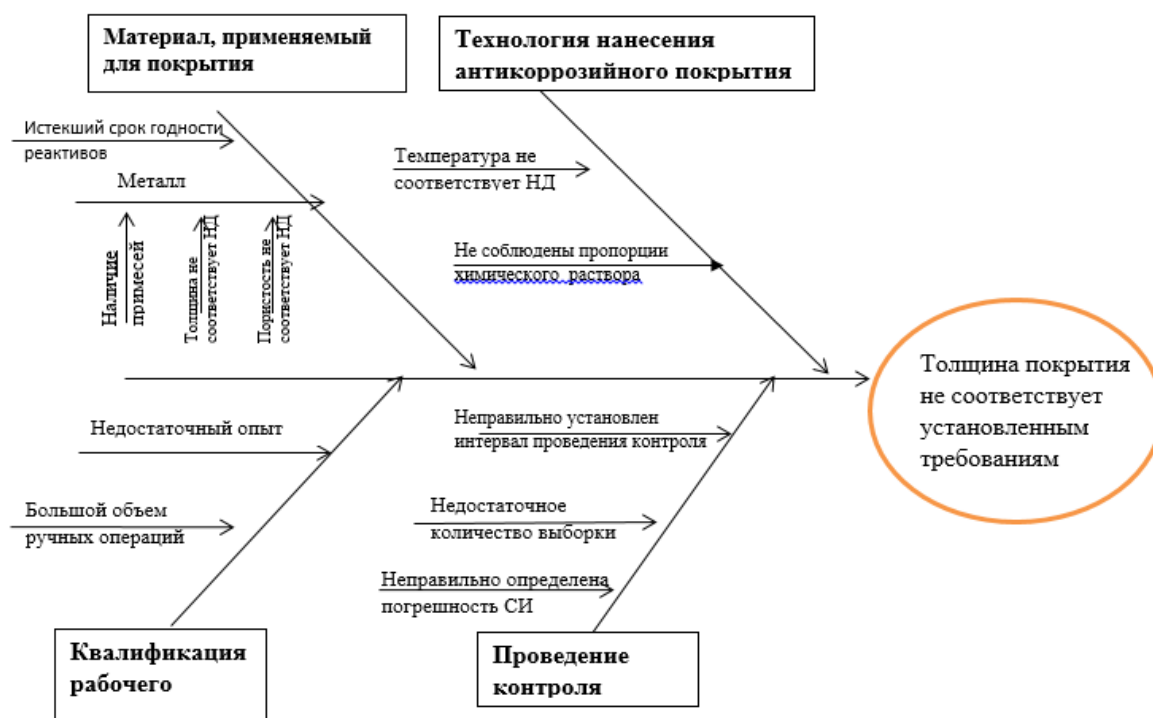 Материал, применяемый
для покрытия
Технология нанесения
антикоррозийного покрытия
Истекший срок годности
реактивов
Металл
Наличие
примесей
Толщина не
соответствует НД
Пористость не
соответствует НД
Температура не
соответствует НД
Не соблюдены пропорции
химического раствора
Толщина покрытия
не соответствует
установленным
требованиям
Недостаточный опыт
Большой объем
ручных операций
Неправильно установлен
интервал проведения контроля
Недостаточное
количество выборки
Неправильно определена
погрешность СИ
Квалификация
рабочего
Проведение
контроля